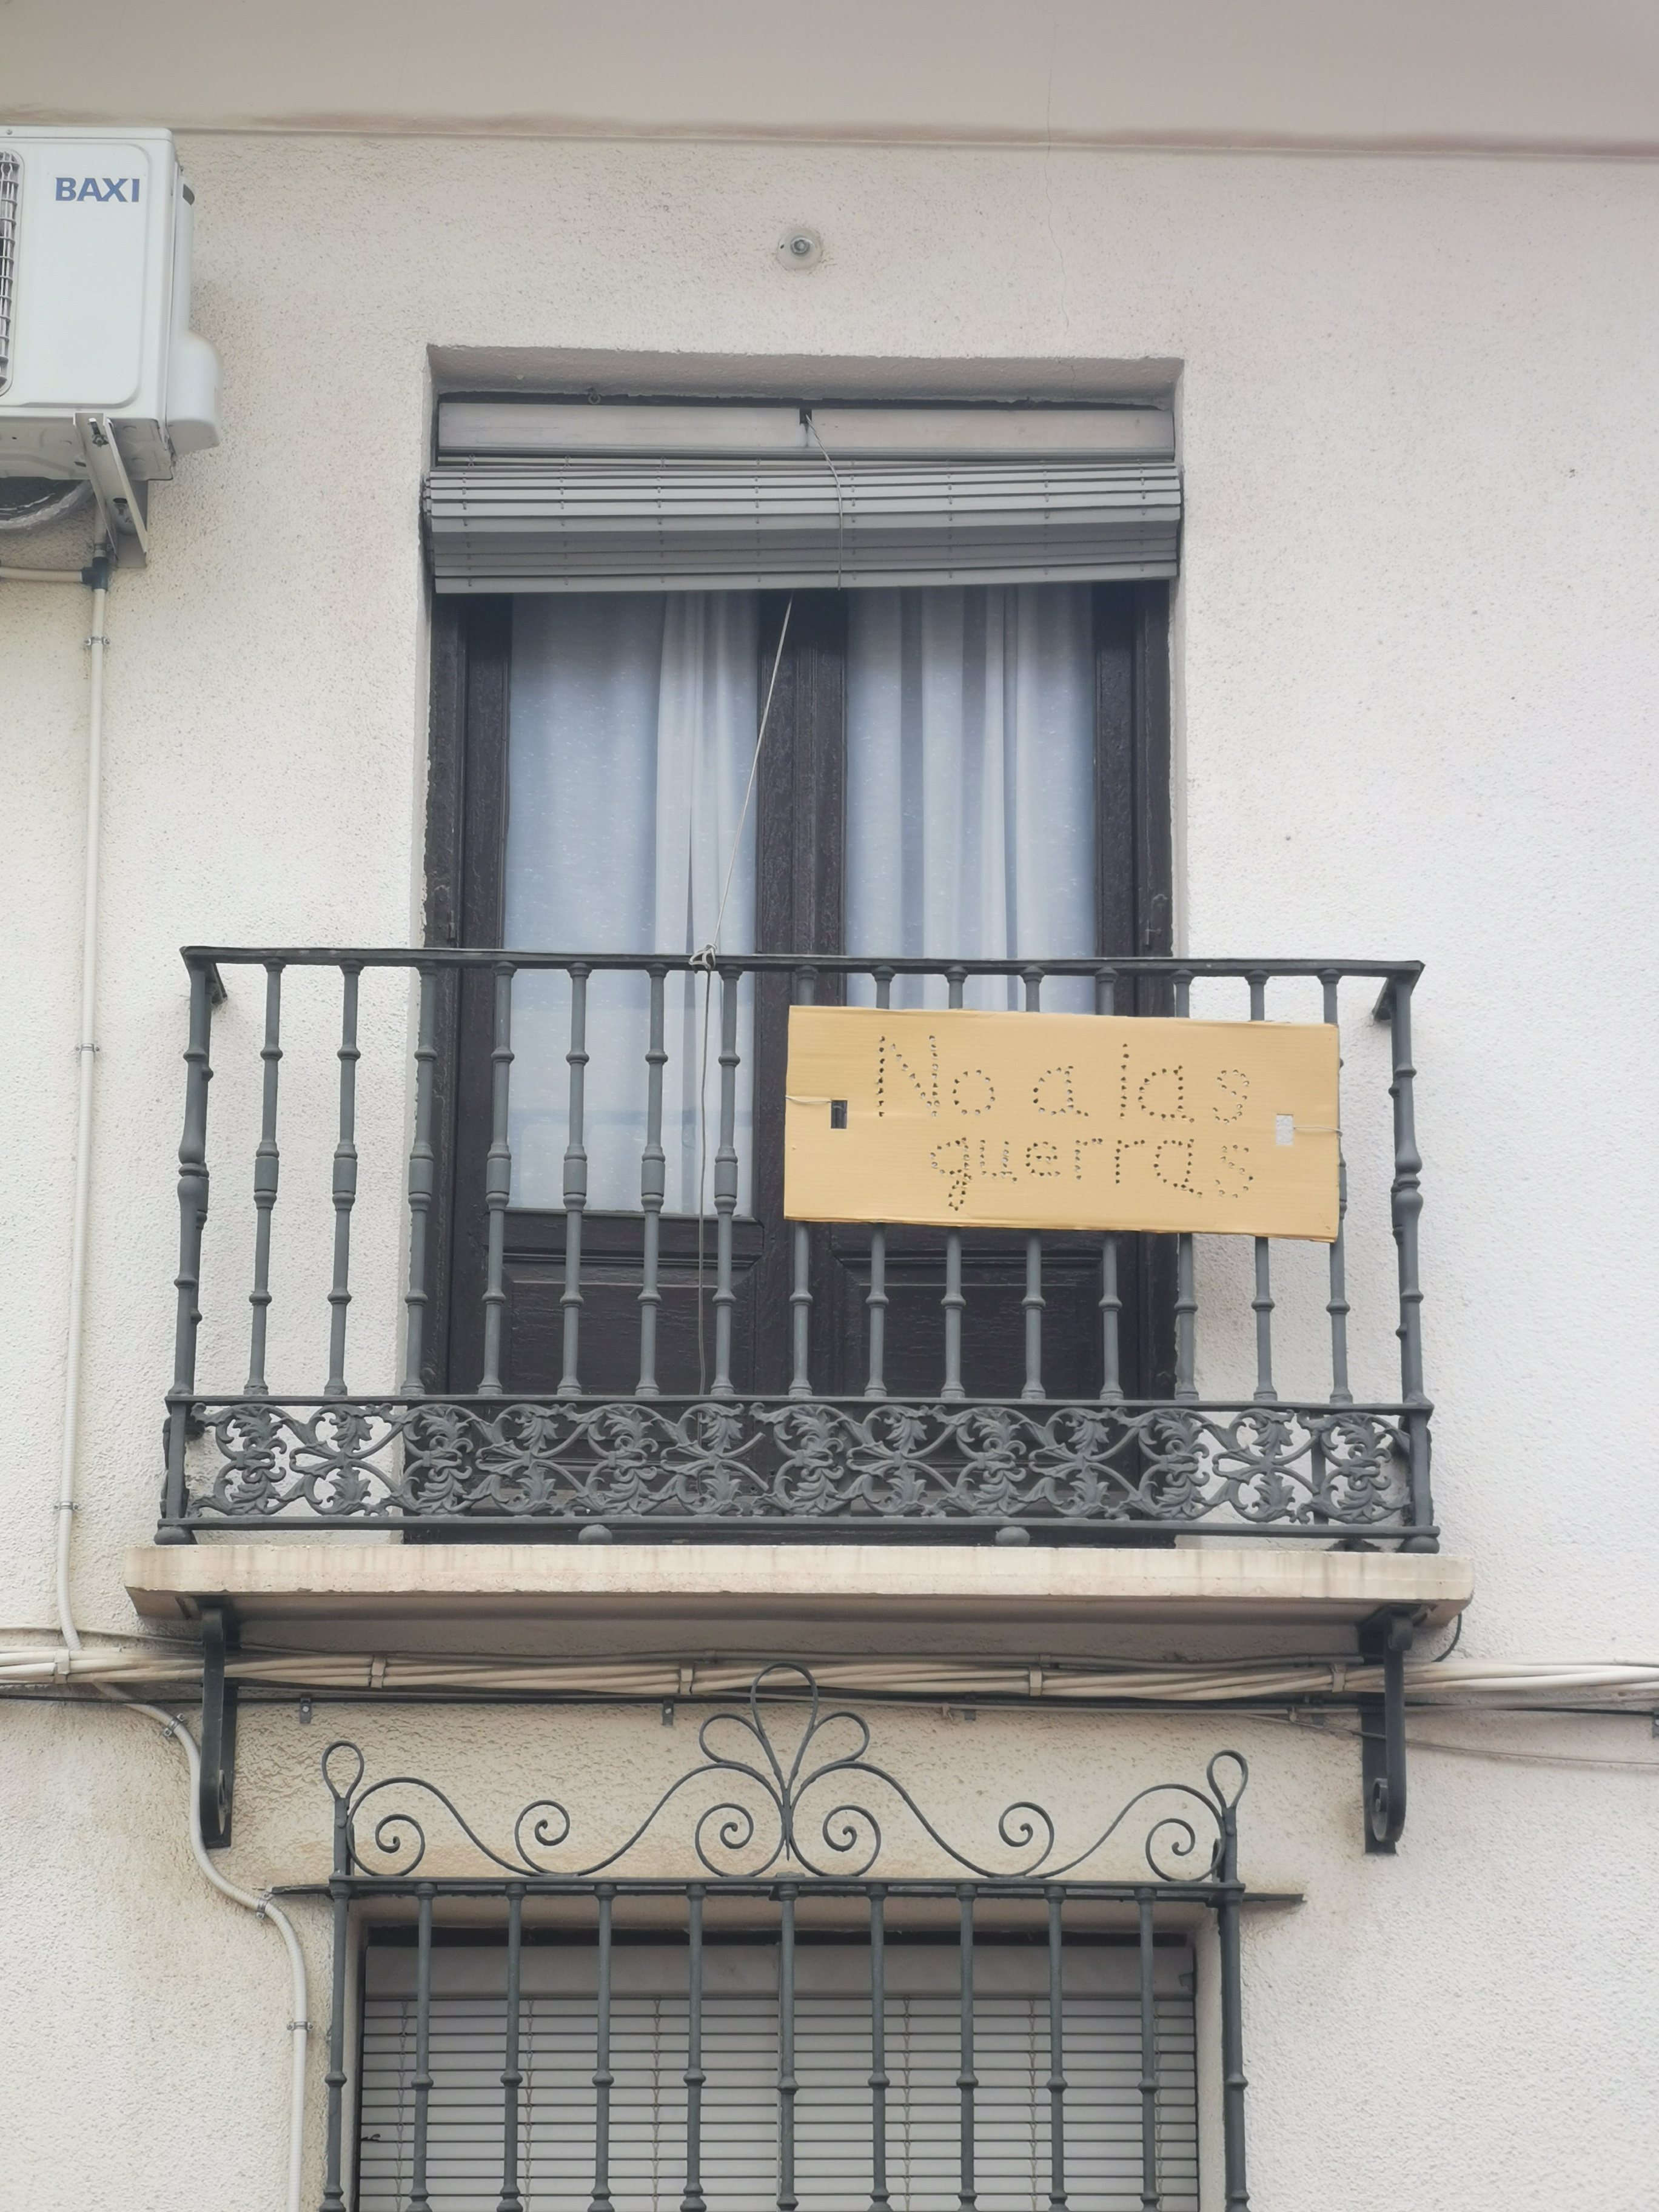 BAXI
No a las
guerras